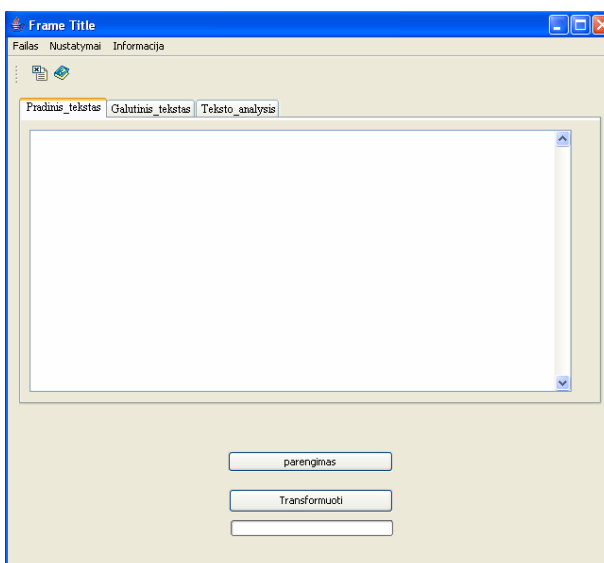 Frame Title
Failas Nustatymai Informacija
Pradinis_tekstas Galutinis_tekstas Teksto_analysis
parengimas
Transformuoti